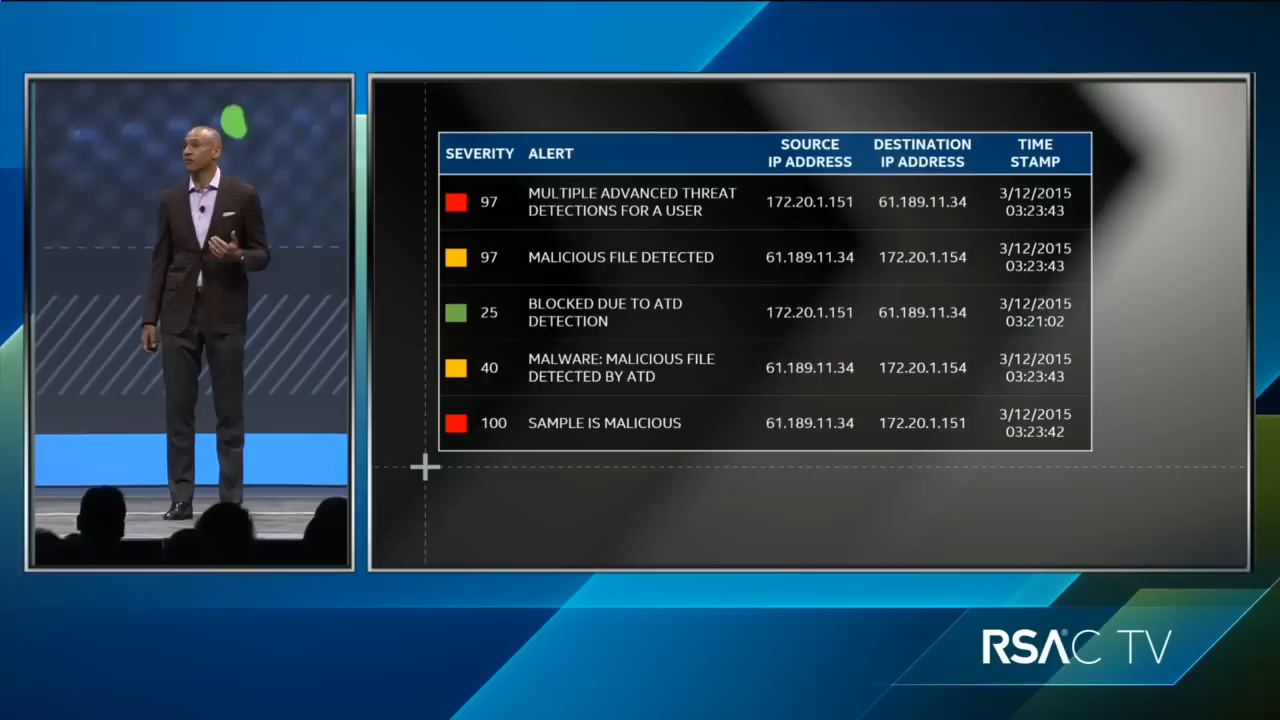 SEVERITY ALERT SOURCE IP ADDRESS DESTINATION IP ADDRESS TIME STAMP
97 MULTIPLE ADVANCED THREAT DETECTIONS FOR A USER 172.20.1.151 61.189.11.34 3/12/2015 03:23:43
97 MALICIOUS FILE DETECTED 61.189.11.34 172.20.1.154 3/12/2015 03:23:43
25 BLOCKED DUE TO ATD DETECTION 172.20.1.151 61.189.11.34 3/12/2015 03:21:02
40 MALWARE: MALICIOUS FILE DETECTED BY ATD 61.189.11.34 172.20.1.154 3/12/2015 03:23:43
100 SAMPLE IS MALICIOUS 61.189.11.34 172.20.1.151 3/12/2015 03:23:42
RSA®C TV